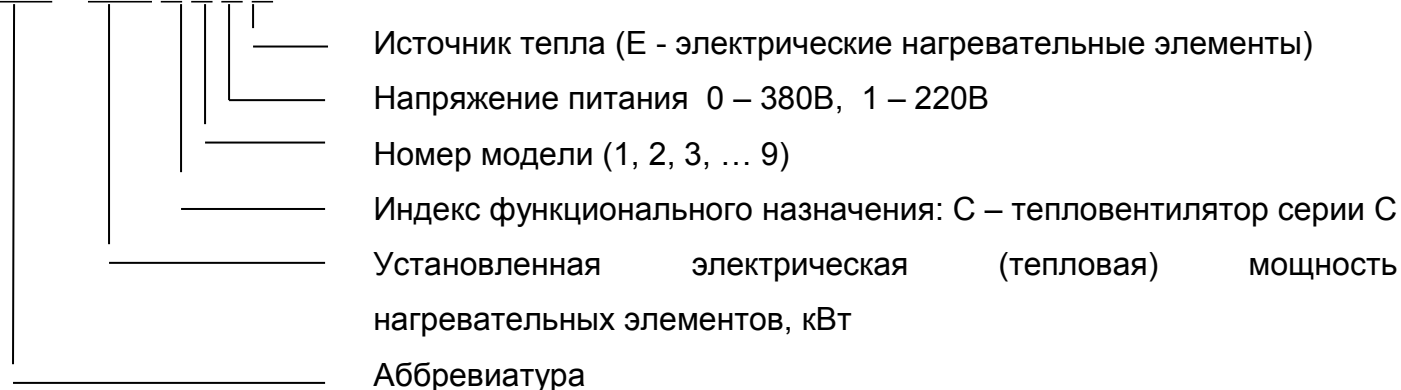 Источник тепла (Е - электрические нагревательные элементы)
Напряжение питания 0 – 380В, 1 – 220В
Номер модели (1, 2, 3, … 9)
Индекс функционального назначения: С – тепловентилятор серии С
Установленная электрическая (тепловая) мощность
нагревательных элементов, кВт
Аббревиатура